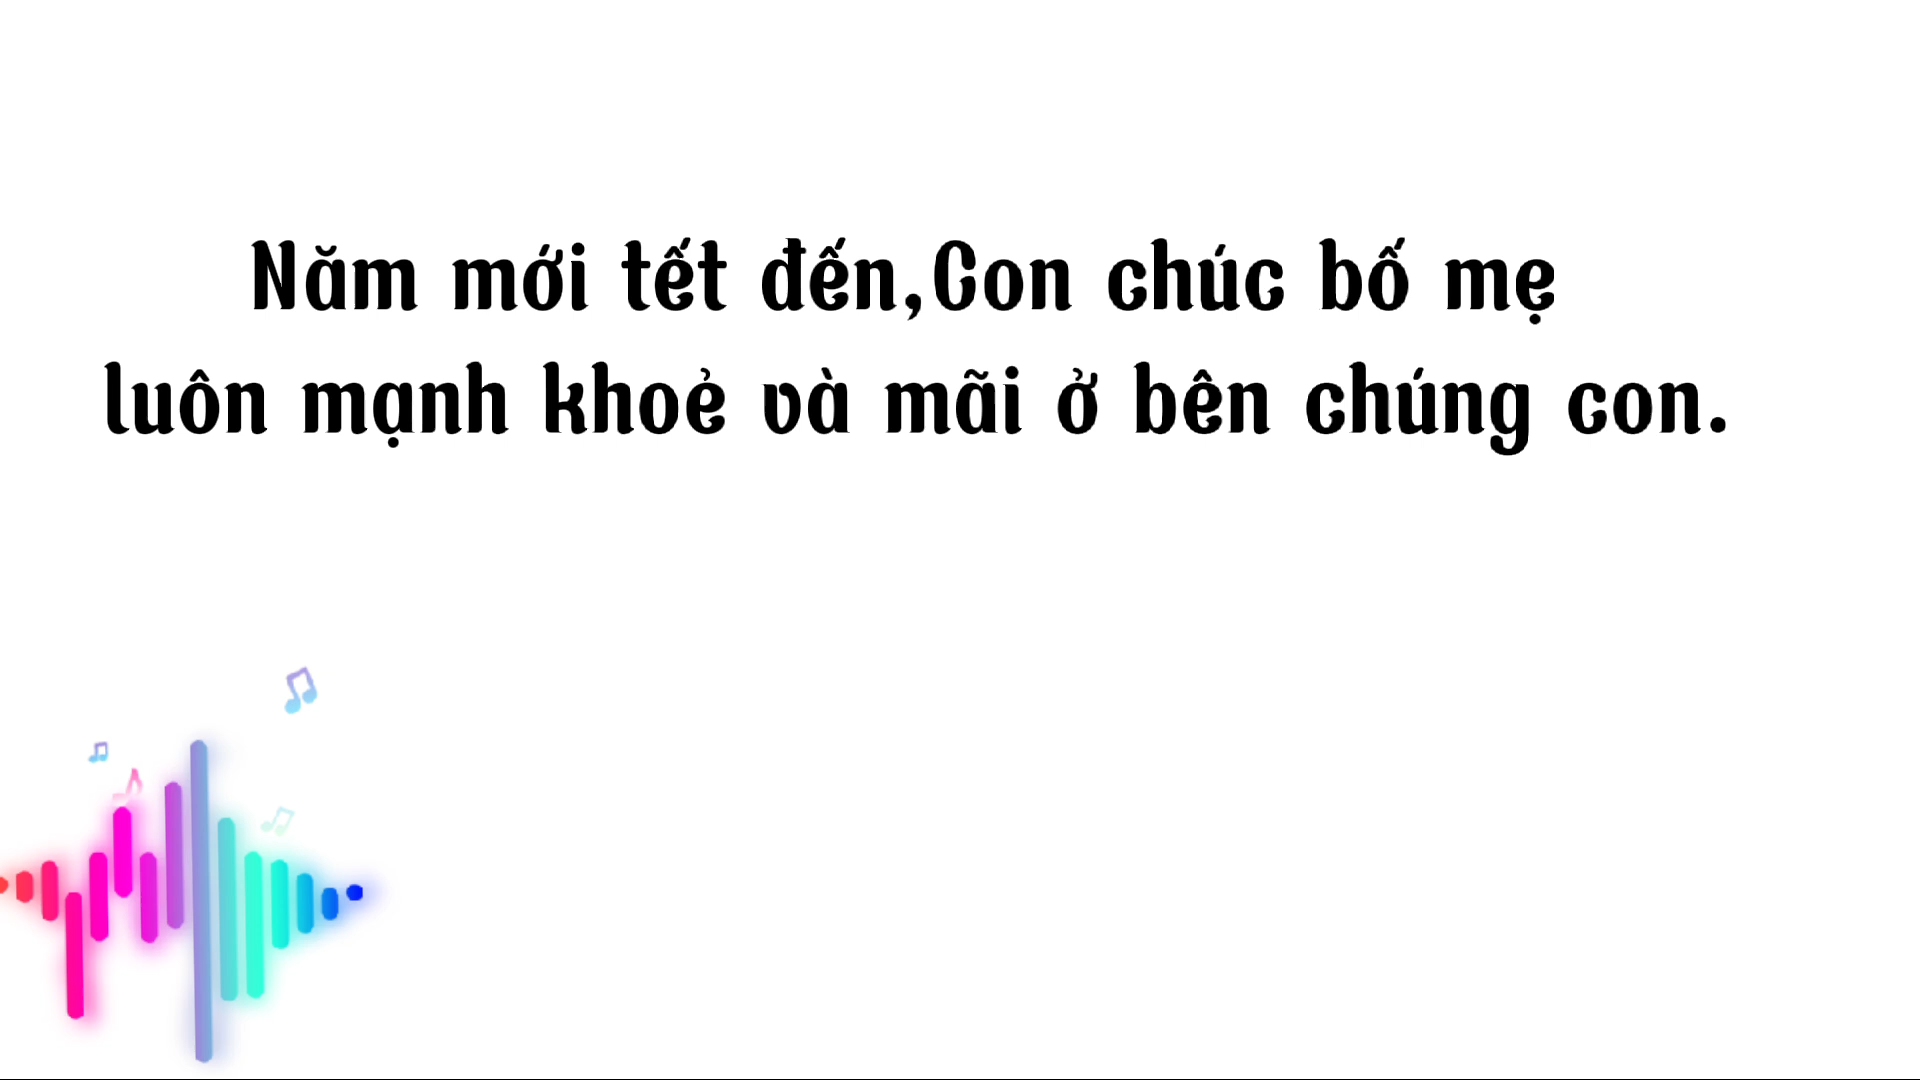 Năm mới tết đến,Con chúc bố mẹ
luôn mạnh khoẻ và mãi ở bên chúng con.